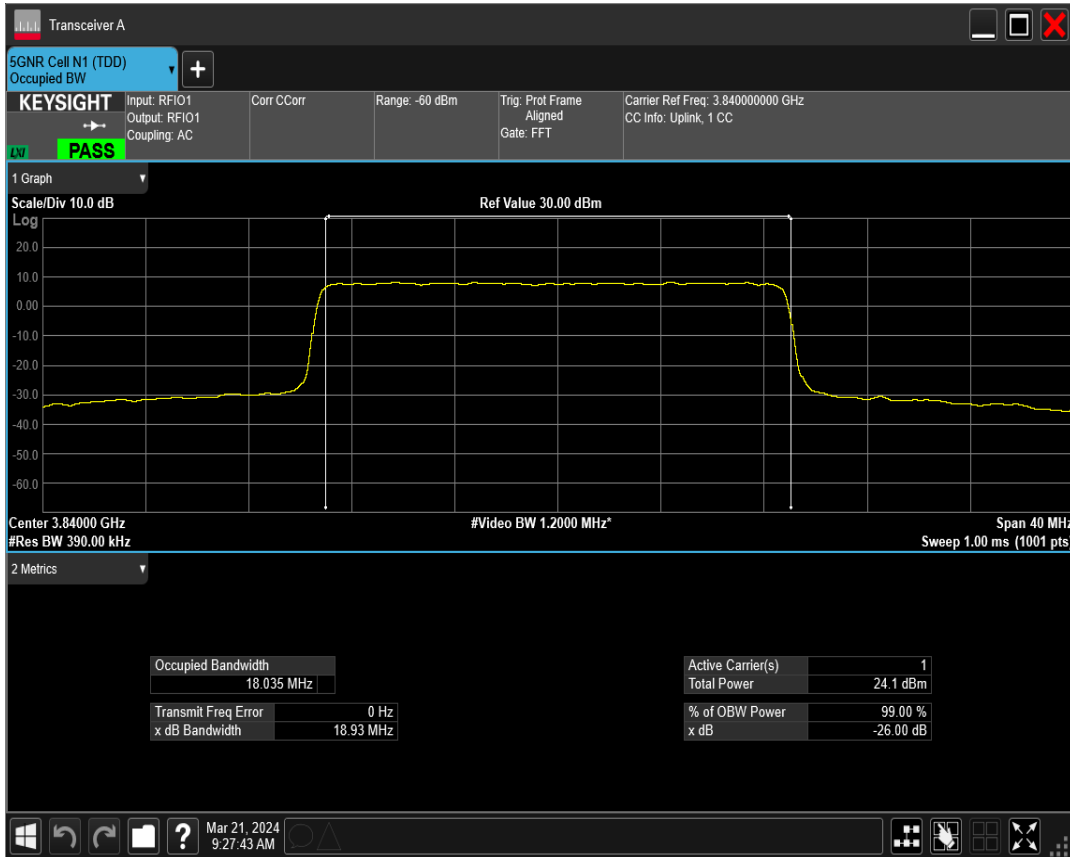 Transceiver A
5GNR Cell N1 (TDD)
Occupied BW
+
KEYSIGHT
LXI
PASS
Input: RFIO1
Output: RFIO1
Coupling: AC
Corr CCorr
Range: -60 dBm
Trig: Prot Frame
Aligned
Gate: FFT
Carrier Ref Freq: 3.840000000 GHz
CC Info: Uplink, 1 CC
1 Graph
Scale/Div 10.0 dB
Ref Value 30.00 dBm
Log
20.0
10.0
0.00
-10.0
-20.0
-30.0
-40.0
-50.0
-60.0
Center 3.84000 GHz
#Video BW 1.2000 MHz*
Span 40 MHz
#Res BW 390.00 kHz
Sweep 1.00 ms (1001 pts)
2 Metrics
Occupied Bandwidth
18.035 MHz
Transmit Freq Error 0 Hz
x dB Bandwidth 18.93 MHz
Active Carrier(s) 1
Total Power 24.1 dBm
% of OBW Power 99.00 %
x dB -26.00 dB
?
Mar 21, 2024
9:27:43 AM